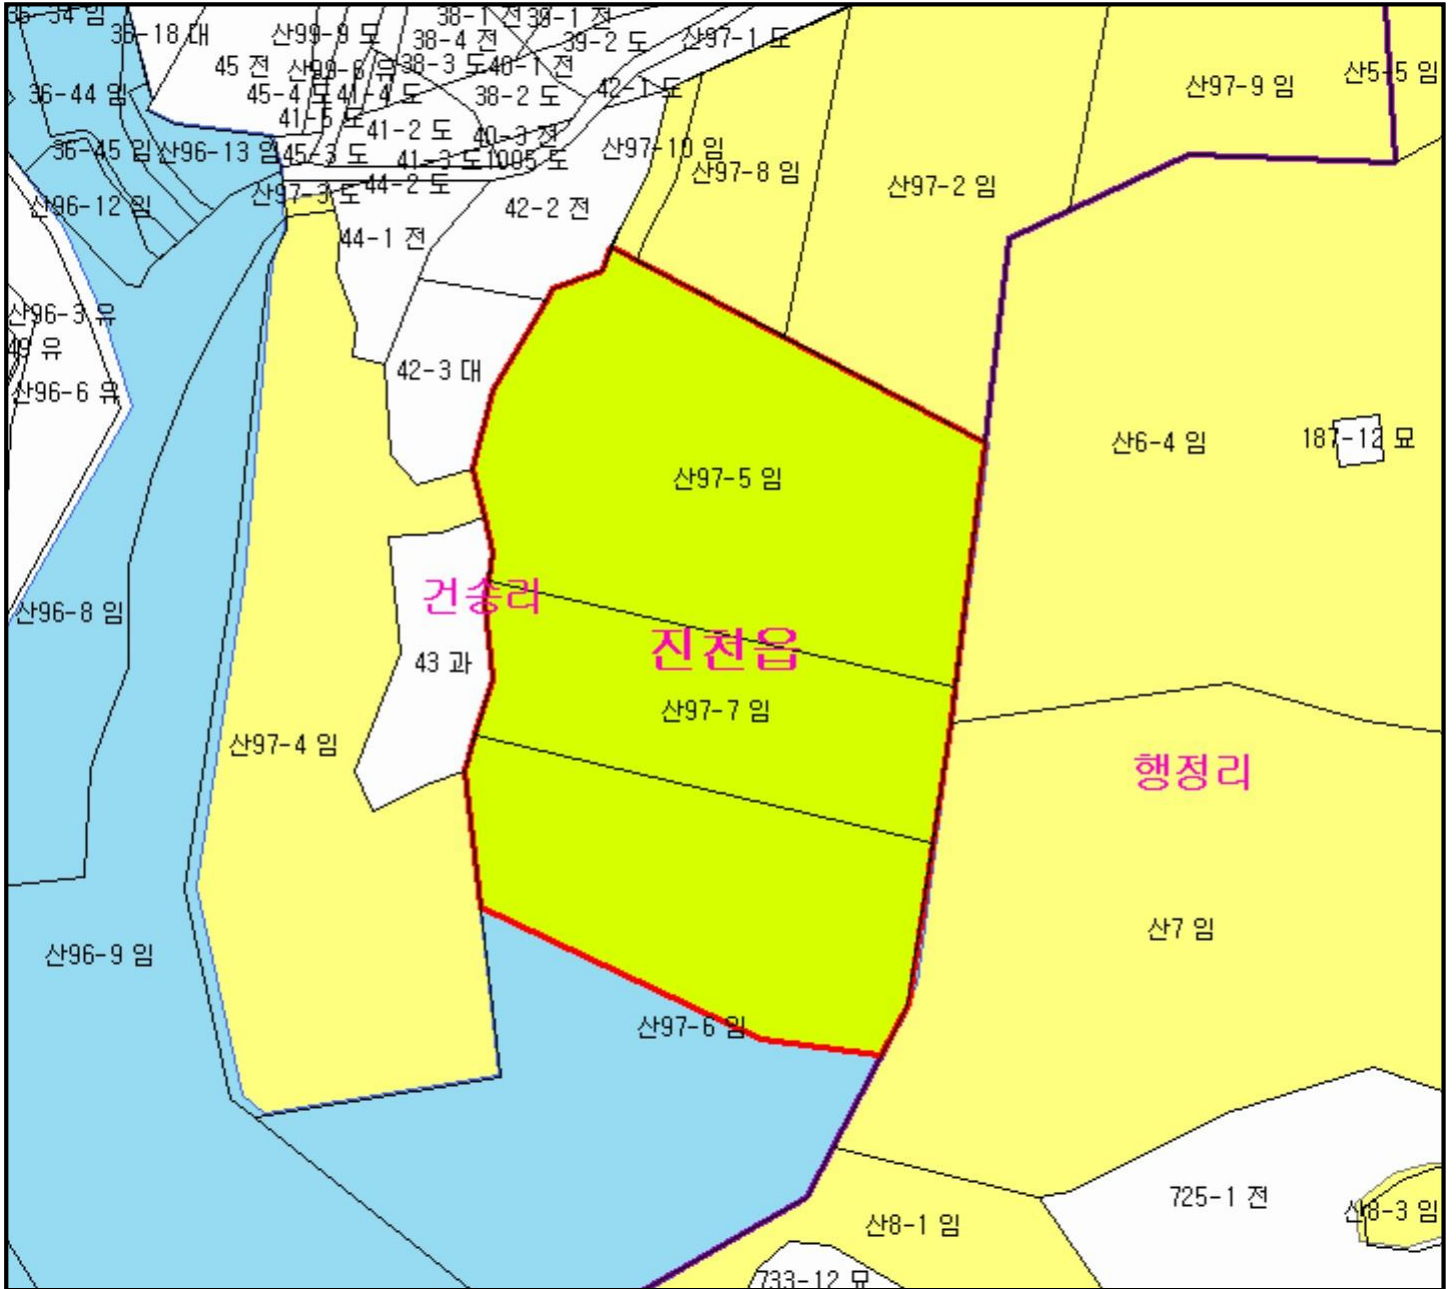 36-18 대
산99-9 도
38-1 전
39-1 전
38-4 전
39-2 도
산97-1 도
45 전
산99-6 유
38-3 도
40-1 전
산5-5 임
36-44 임
45-4 도
41-4 도
38-2 도
42-1 도
산97-9 임
41-5 도
41-2 도
40-3 전
36-45 임
산96-13 임
45-3 도
41-3 도
1005 도
산97-10 임
산97-8 임
산97-2 임
산96-12 임
산97-3 도
44-2 도
42-2 전
44-1 전
산96-3 유
49 유
산96-6 유
42-3 대
산6-4 임
187-12 묘
산97-5 임
건송리
산96-8 임
진천읍
43 과
산97-7 임
산97-4 임
행정리
산7 임
산96-9 임
산97-6 임
725-1 전
산8-3 임
산8-1 임
733-12 묘